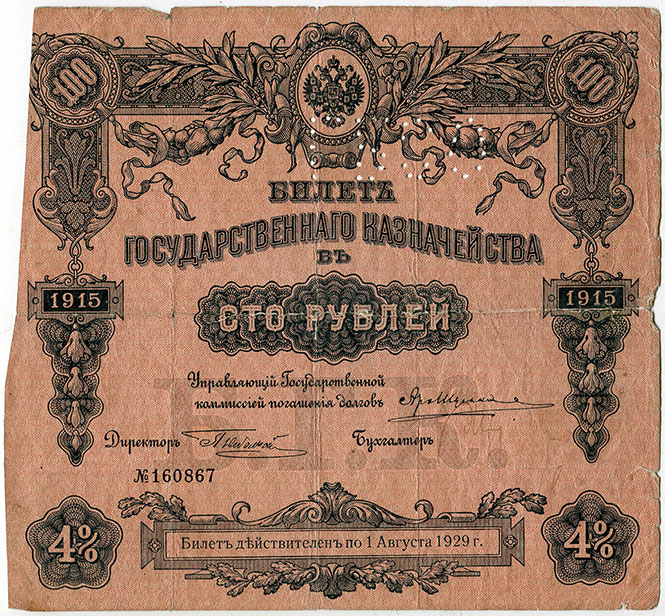 100 100
БИЛЕТЪ
ГОСУДАРСТВЕННАГО КАЗНАЧЕЙСТВА
ВЪ
1915 1915
СТО РУБЛЕЙ
Управляющій Государственной
коммиссіей погашенія долговъ
Директоръ Бухгалтеръ
№160867
4% 4%
Билетъ дѣйствителенъ по 1 Августа 1929 г.